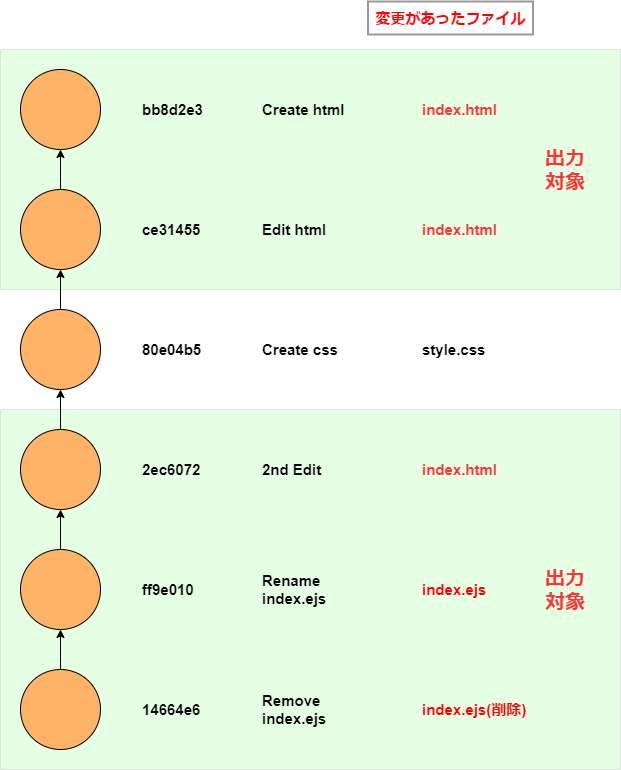 変更があったファイル
bb8d2e3 Create html index.html
出力
対象
ce31455 Edit html index.html
80e04b5 Create css style.css
2ec6072 2nd Edit index.html
ff9e010 Rename
index.ejs index.ejs
出力
対象
14664e6 Remove
index.ejs index.ejs(削除)